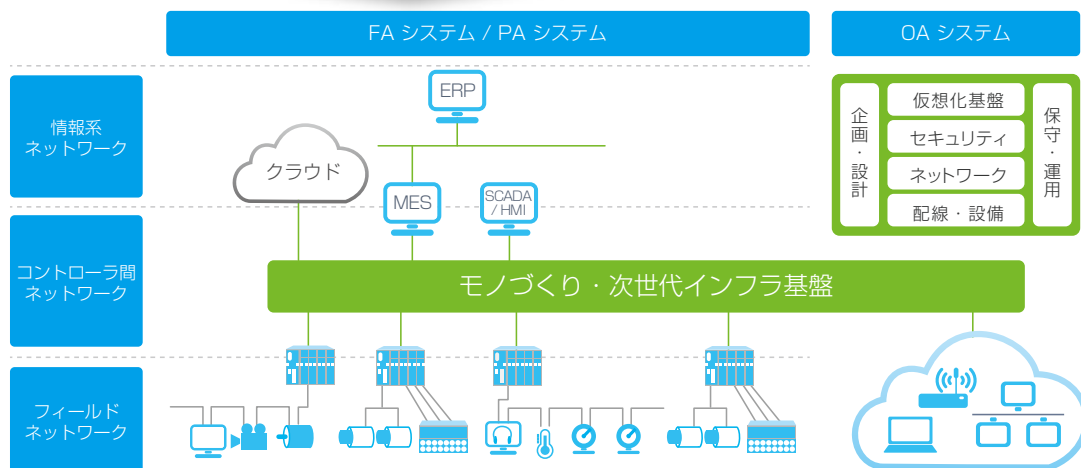 FA システム / PA システム
OA システム
情報系
ネットワーク
ERP
クラウド
MES
SCADA
/ HMI
企画・設計
仮想化基盤
セキュリティ
ネットワーク
配線・設備
保守・運用
コントローラ間
ネットワーク
モノづくり・次世代インフラ基盤
フィールド
ネットワーク